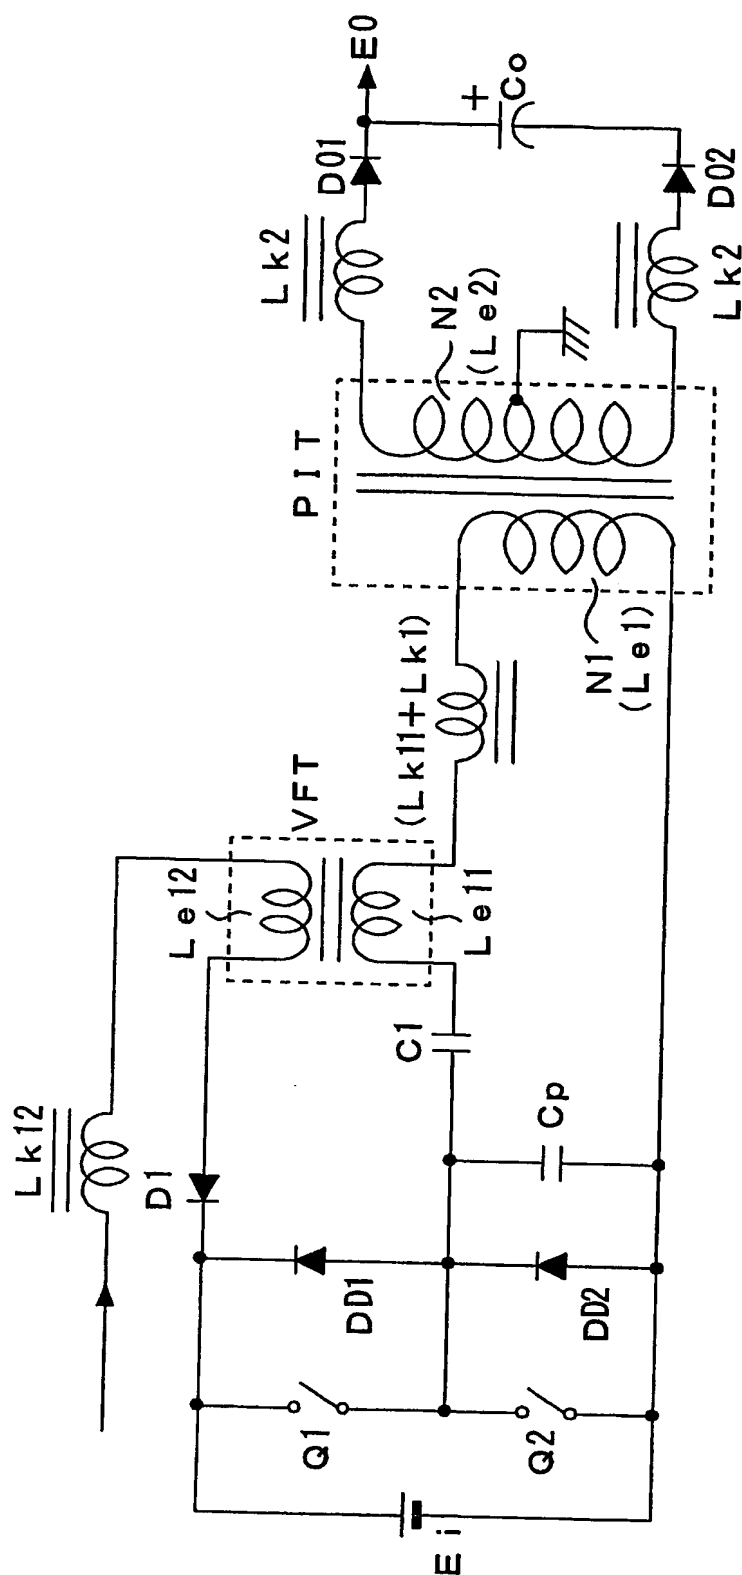 Lk12
D1
DD1
DD2
Q1
Q2
Ei
Cp
C1
Le12
Le11
VFT
(Lk11+Lk1)
PIT
N1
(Le1)
N2
(Le2)
Lk2
Lk2
D01
D02
+
Co
E0